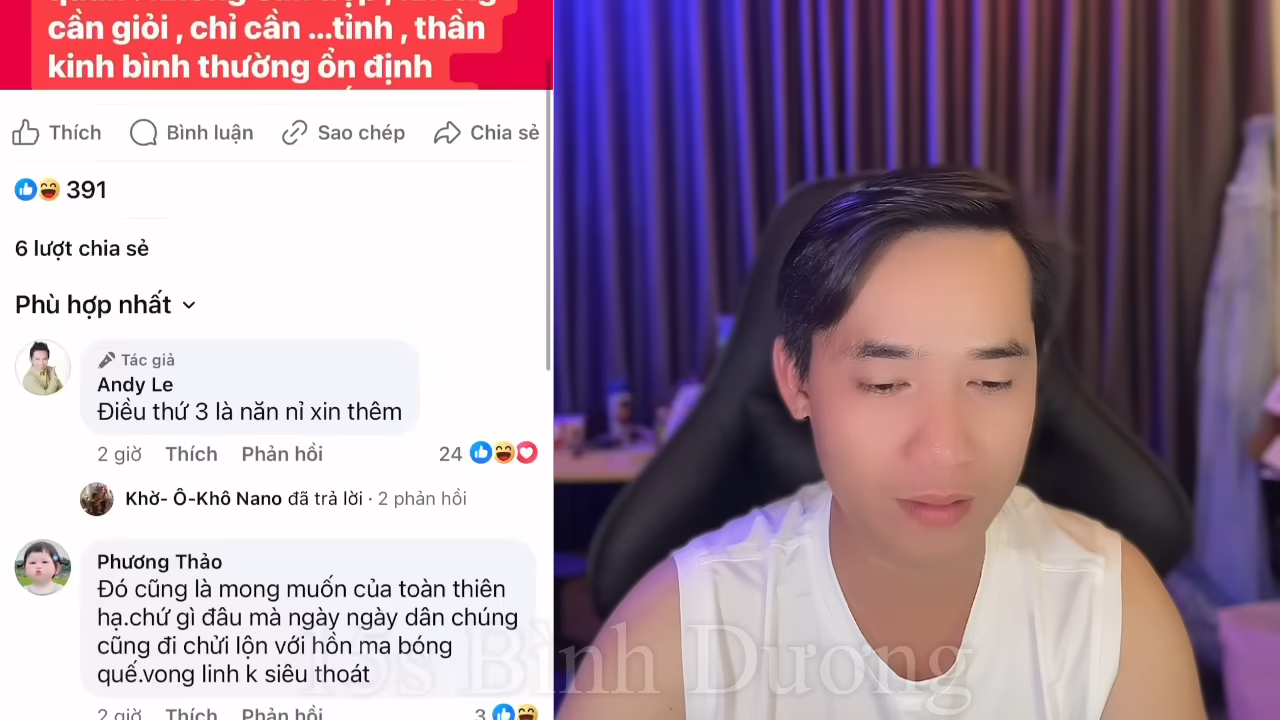 cần giỏi , chỉ cần ...tỉnh , thần
kinh bình thường ổn định
Thích
Bình luận
Sao chép
Chia sẻ
391
6 lượt chia sẻ
Phù hợp nhất
Tác giả
Andy Le
Điều thứ 3 là năn nỉ xin thêm
2 giờ Thích Phản hồi 24
Khờ- Ô-Khô Nano đã trả lời · 2 phản hồi
Phương Thảo
Đó cũng là mong muốn của toàn thiên
hạ.chứ gì đâu mà ngày ngày dân chúng
cũng đi chửi lộn với hồn ma bóng
quế.vong linh k siêu thoát
2 giờ Thích Phản hồi 3
Bình Dương